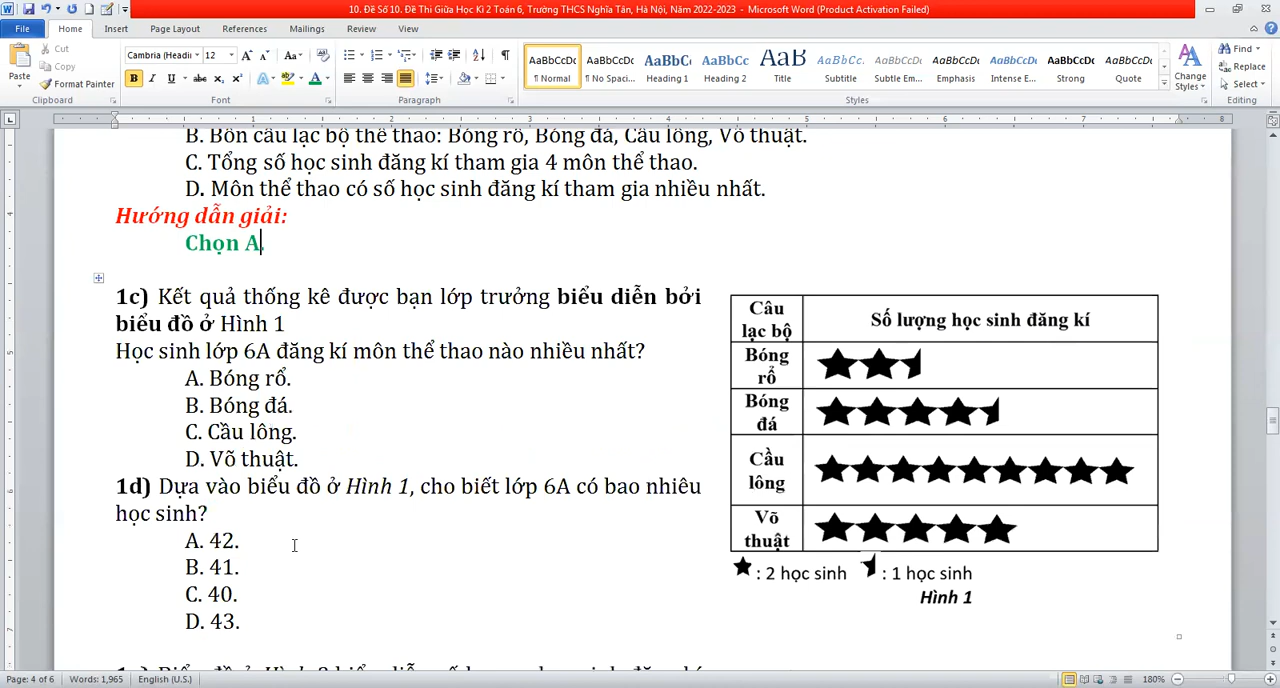 10. Đề Số 10. Đề Thi Giữa Học Kì 2 Toán 6, Trường THCS Nghĩa Tân, Hà Nội, Năm 2022-2023 - Microsoft Word (Product Activation Failed)
File Home Insert Page Layout References Mailings Review View
Cut
Copy
Format Painter
Paste
Cambria (Headi 12
Clipboard Font Paragraph Styles Editing
AaBbCcDc AaBbCcDc AaBbC AaBbCc AaB AaBbCc. AaBbCcDc AaBbCcDc AaBbCcDc AaBbCcDc AaBbCc.
¶ Normal ¶ No Spaci... Heading 1 Heading 2 Title Subtitle Subtle Em... Emphasis Intense E... Strong Quote
Change Styles
Find
Replace
Select
B. Bốn câu lạc bộ thể thao: Bóng rổ, Bóng đá, Cầu lông, Võ thuật.
C. Tổng số học sinh đăng kí tham gia 4 môn thể thao.
D. Môn thể thao có số học sinh đăng kí tham gia nhiều nhất.
Hướng dẫn giải:
Chọn A.
1c) Kết quả thống kê được bạn lớp trưởng biểu diễn bởi
biểu đồ ở Hình 1
Học sinh lớp 6A đăng kí môn thể thao nào nhiều nhất?
A. Bóng rổ.
B. Bóng đá.
C. Cầu lông.
D. Võ thuật.
1d) Dựa vào biểu đồ ở Hình 1, cho biết lớp 6A có bao nhiêu
học sinh?
A. 42.
B. 41.
C. 40.
D. 43.
Câu lạc bộ
Số lượng học sinh đăng kí
Bóng rổ
Bóng đá
Cầu lông
Võ thuật
: 2 học sinh : 1 học sinh
Hình 1
Page: 4 of 6 Words: 1,965 English (U.S.) 180%